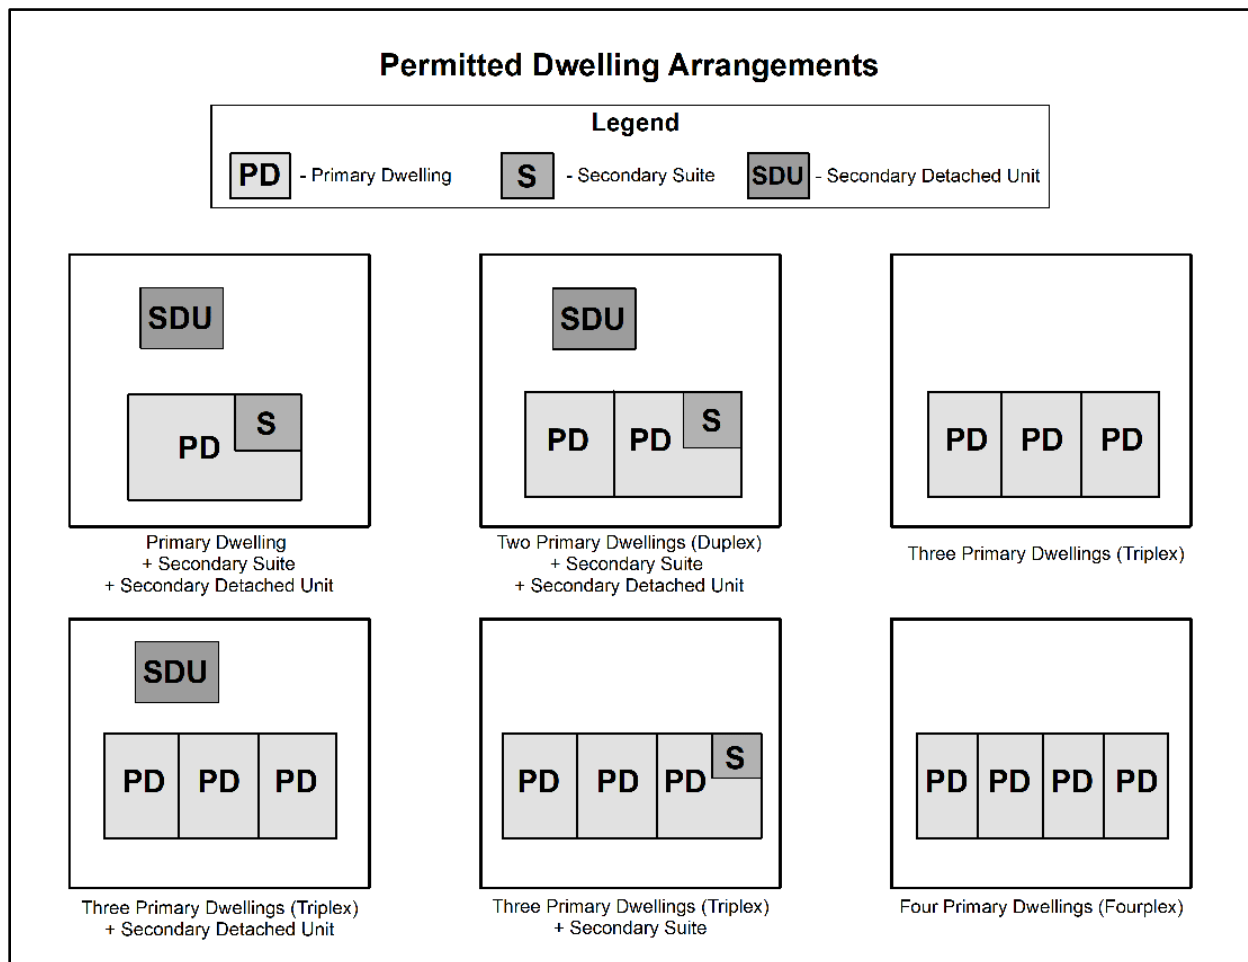 Permitted Dwelling Arrangements
Legend
PD - Primary Dwelling
S - Secondary Suite
SDU - Secondary Detached Unit
SDU
PD S
Primary Dwelling
+ Secondary Suite
+ Secondary Detached Unit
SDU
PD PD S
Two Primary Dwellings (Duplex)
+ Secondary Suite
+ Secondary Detached Unit
PD PD PD
Three Primary Dwellings (Triplex)
SDU
PD PD PD
Three Primary Dwellings (Triplex)
+ Secondary Detached Unit
PD PD PD S
Three Primary Dwellings (Triplex)
+ Secondary Suite
PD PD PD PD
Four Primary Dwellings (Fourplex)